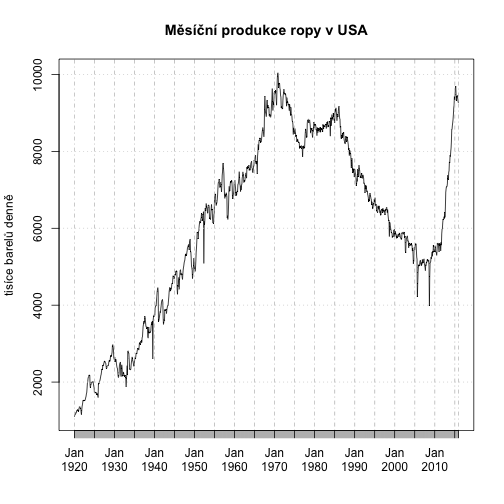 Měsíční produkce ropy v USA
tisíce barelů denně
10000
8000
6000
4000
2000
Jan Jan Jan Jan Jan Jan Jan Jan Jan Jan
1920 1930 1940 1950 1960 1970 1980 1990 2000 2010